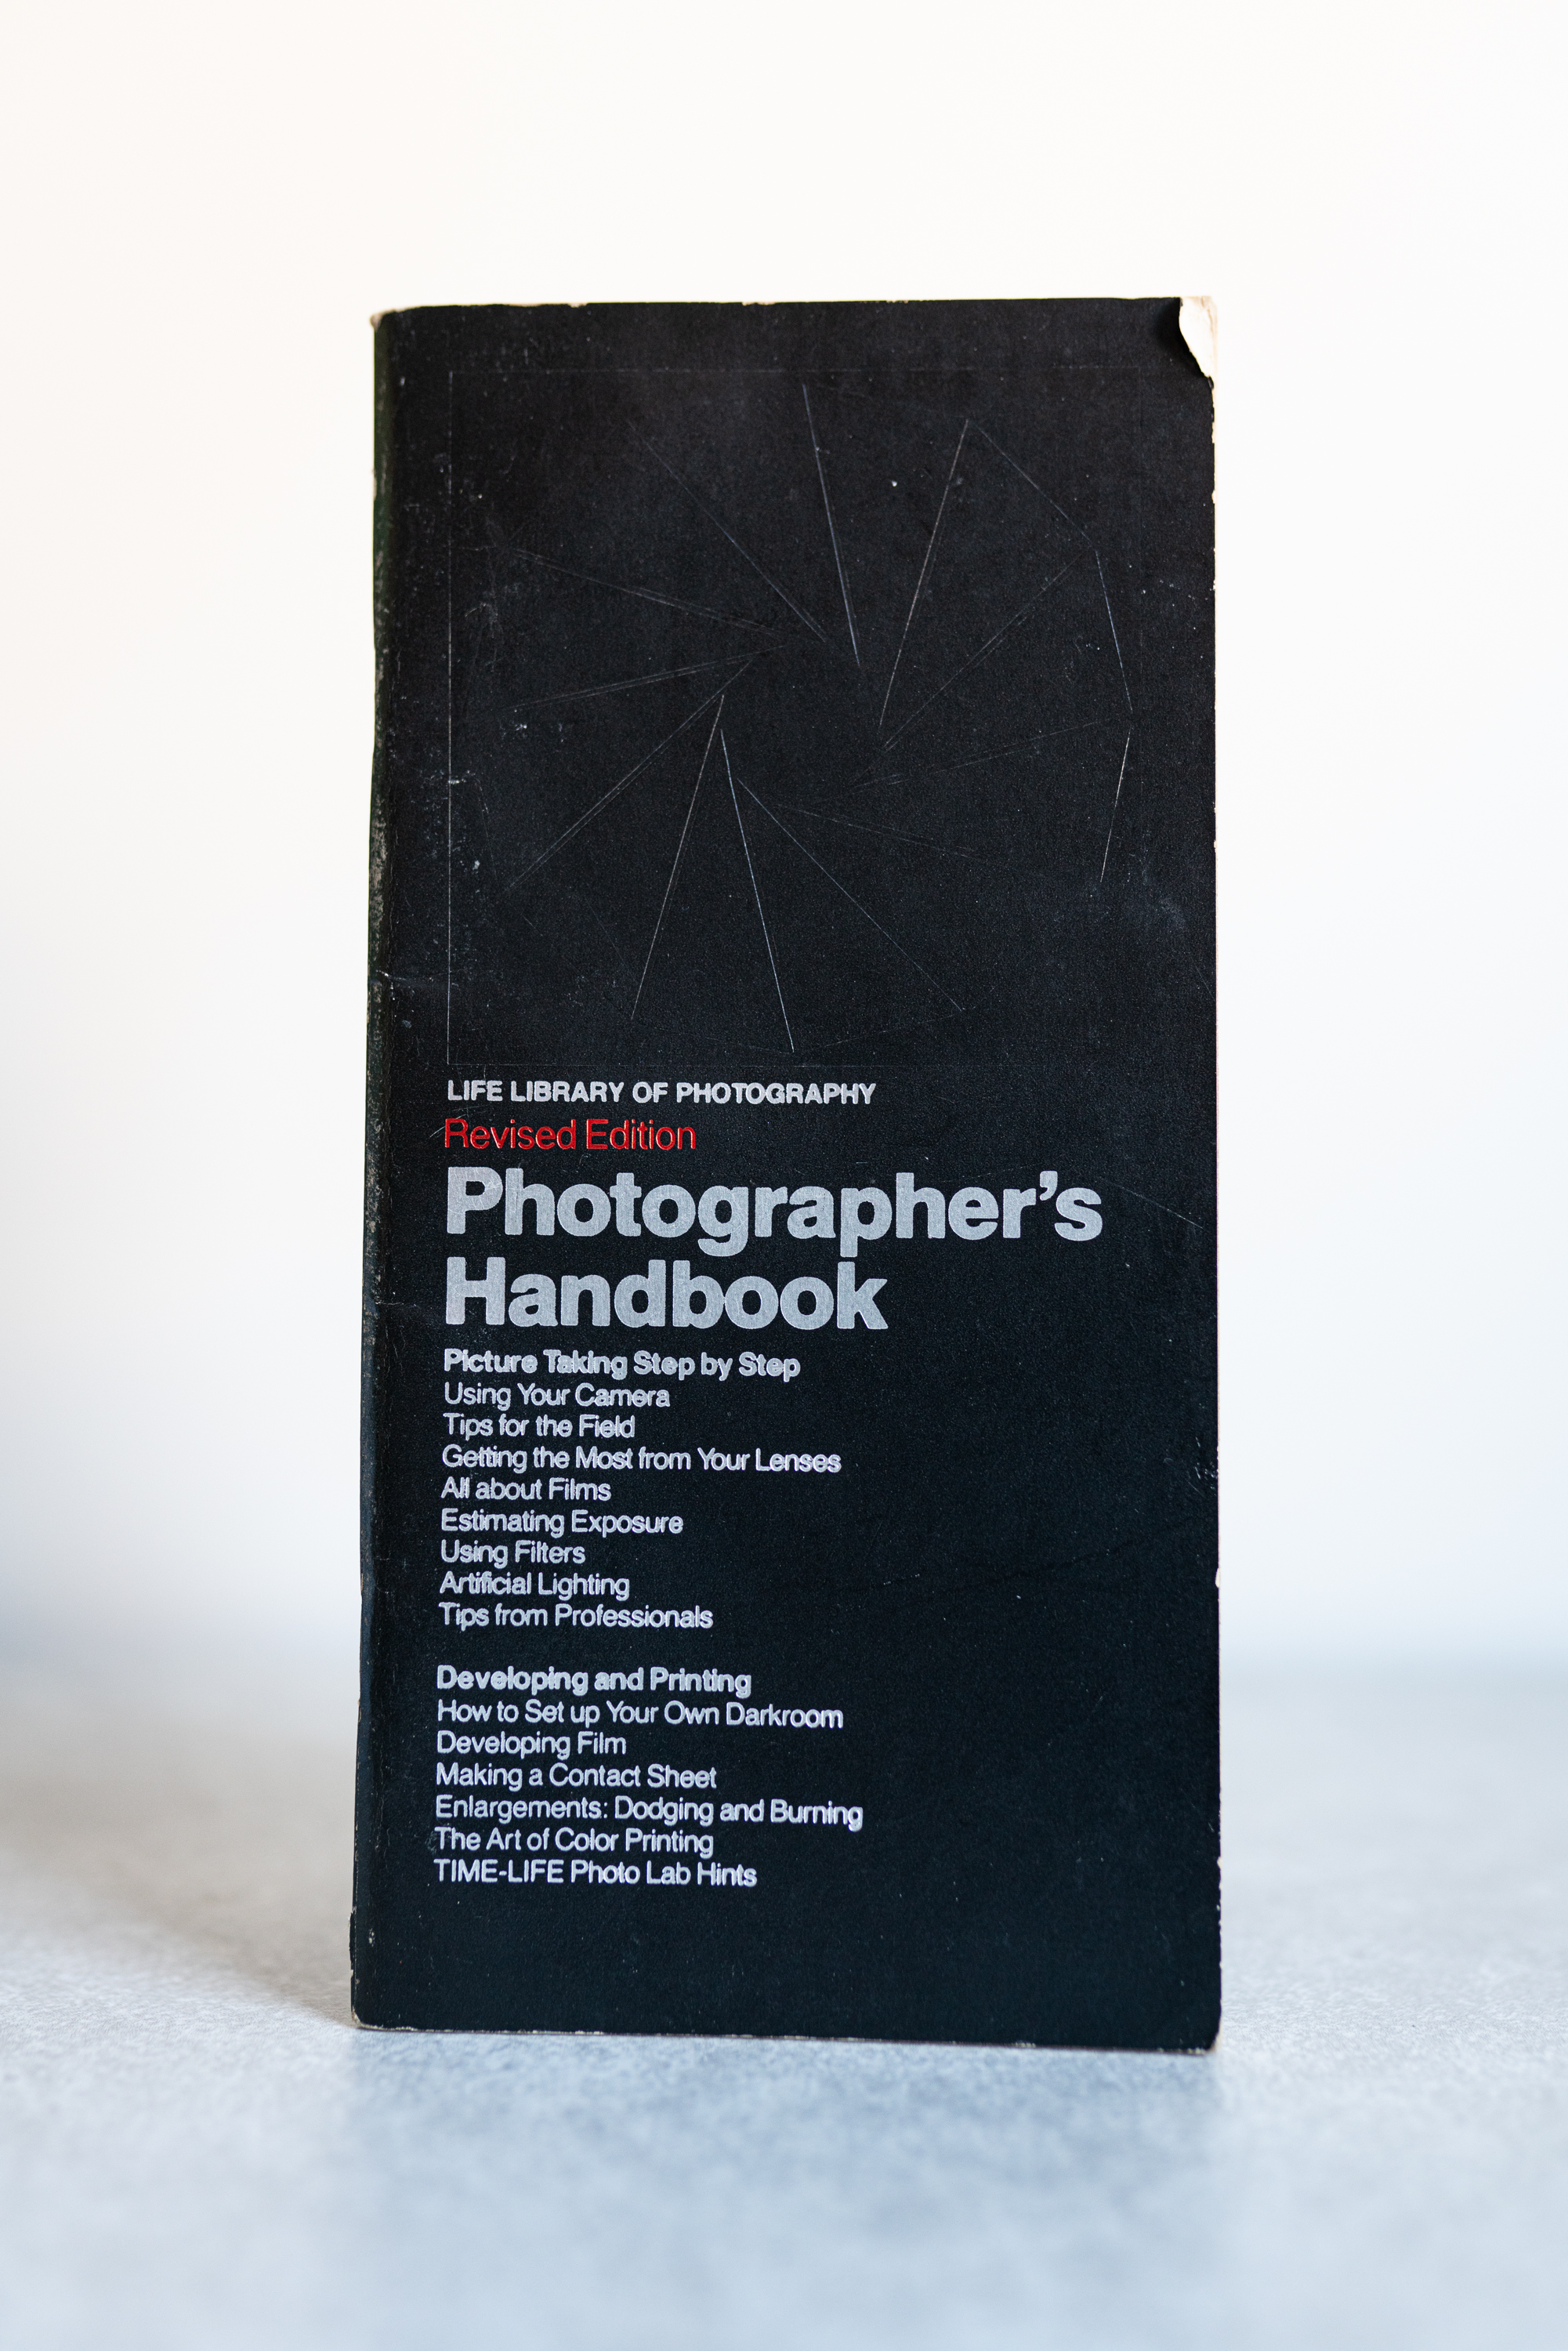 LIFE LIBRARY OF PHOTOGRAPHY
Revised Edition
Photographer's
Handbook
Picture Taking Step by Step
Using Your Camera
Tips for the Field
Getting the Most from Your Lenses
All about Films
Estimating Exposure
Using Filters
Artificial Lighting
Tips from Professionals
Developing and Printing
How to Set up Your Own Darkroom
Developing Film
Making a Contact Sheet
Enlargements: Dodging and Burning
The Art of Color Printing
TIME-LIFE Photo Lab Hints